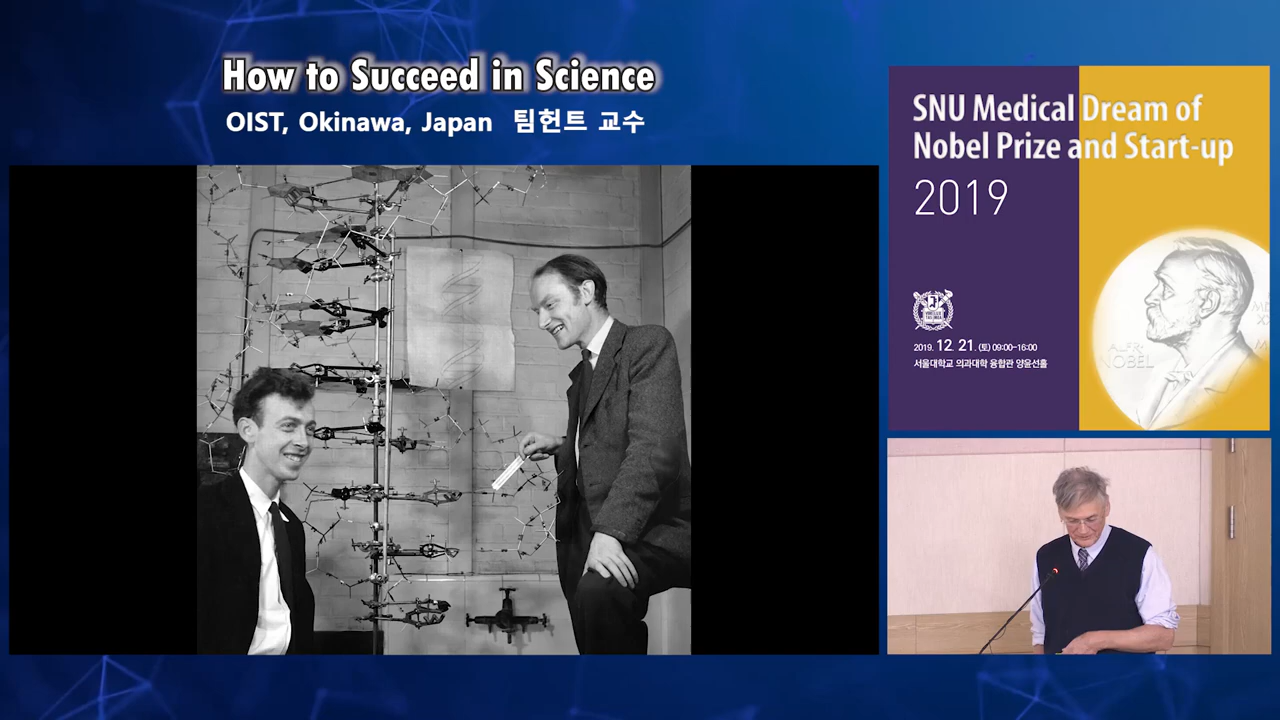 How to Succeed in Science
OIST, Okinawa, Japan 팀헌트 교수
SNU Medical Dream of
Nobel Prize and Start-up
2019
2019. 12. 21. (토) 09:00~16:00
서울대학교 의과대학 융합관 양윤선홀
ALFR.
NOBEL